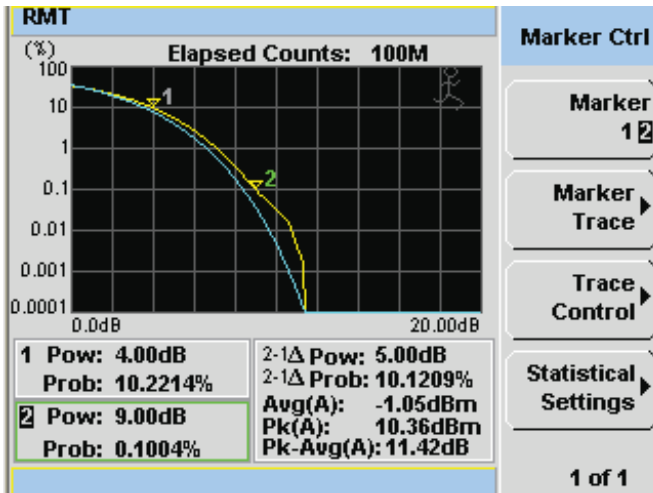 RMT
(%) Elapsed Counts: 100M
100
10
1
0.1
0.01
0.001
0.0001
1
2
0.0dB 20.00dB
1 Pow: 4.00dB
Prob: 10.2214%
2 Pow: 9.00dB
Prob: 0.1004%
2-1Δ Pow: 5.00dB
2-1Δ Prob: 10.1209%
Avg(A): -1.05dBm
Pk(A): 10.36dBm
Pk-Avg(A): 11.42dB
Marker Ctrl
Marker
1 2
Marker
Trace
Trace
Control
Statistical
Settings
1 of 1